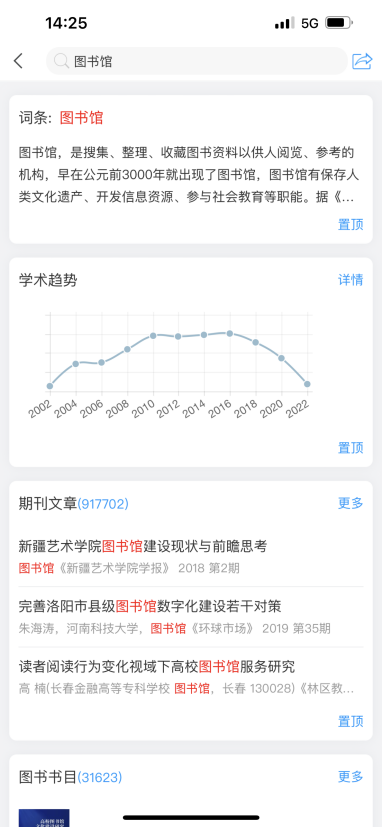 14:25
5G
图书馆
词条: 图书馆
图书馆，是搜集、整理、收藏图书资料以供人阅览、参考的
机构，早在公元前3000年就出现了图书馆，图书馆有保存人
类文化遗产、开发信息资源、参与社会教育等职能。据《...
置顶
学术趋势 详情
2002 2004 2006 2008 2010 2012 2014 2016 2018 2020 2022
置顶
期刊文章(917702) 更多
新疆艺术学院图书馆建设现状与前瞻思考
图书馆《新疆艺术学院学报》 2018 第2期
完善洛阳市县级图书馆数字化建设若干对策
朱海涛，河南科技大学，图书馆《环球市场》 2019 第35期
读者阅读行为变化视域下高校图书馆服务研究
高 楠(长春金融高等专科学校 图书馆，长春 130028)《林区教...
置顶
图书书目(31623) 更多